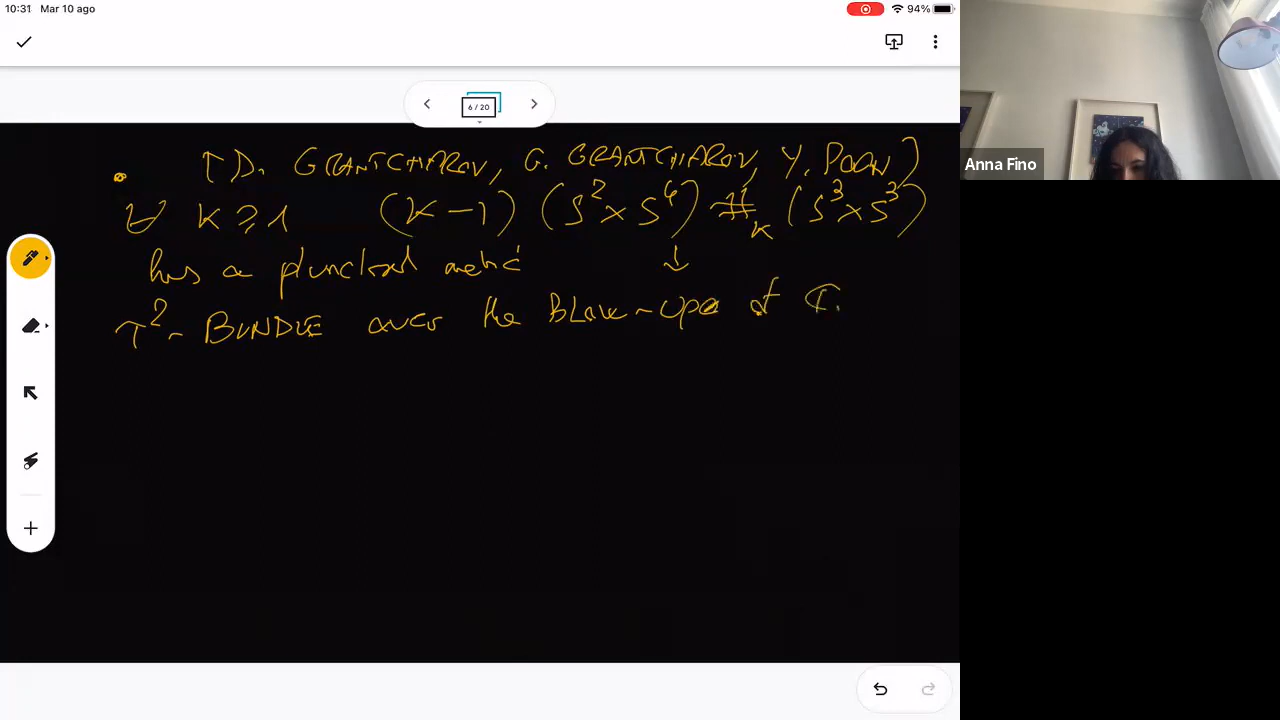 10:31 Mar 10 ago
94%
6 / 20
Anna Fino
[D. GRANTCHAROV, G. GRANTCHAROV, Y. POON]
∀ K ≥ 1 (K-1) (S² × S⁴) #ₖ (S³ × S³)
has a pluriclosed metric
↓
T² - BUNDLE over the BLOW-UP of ℂ